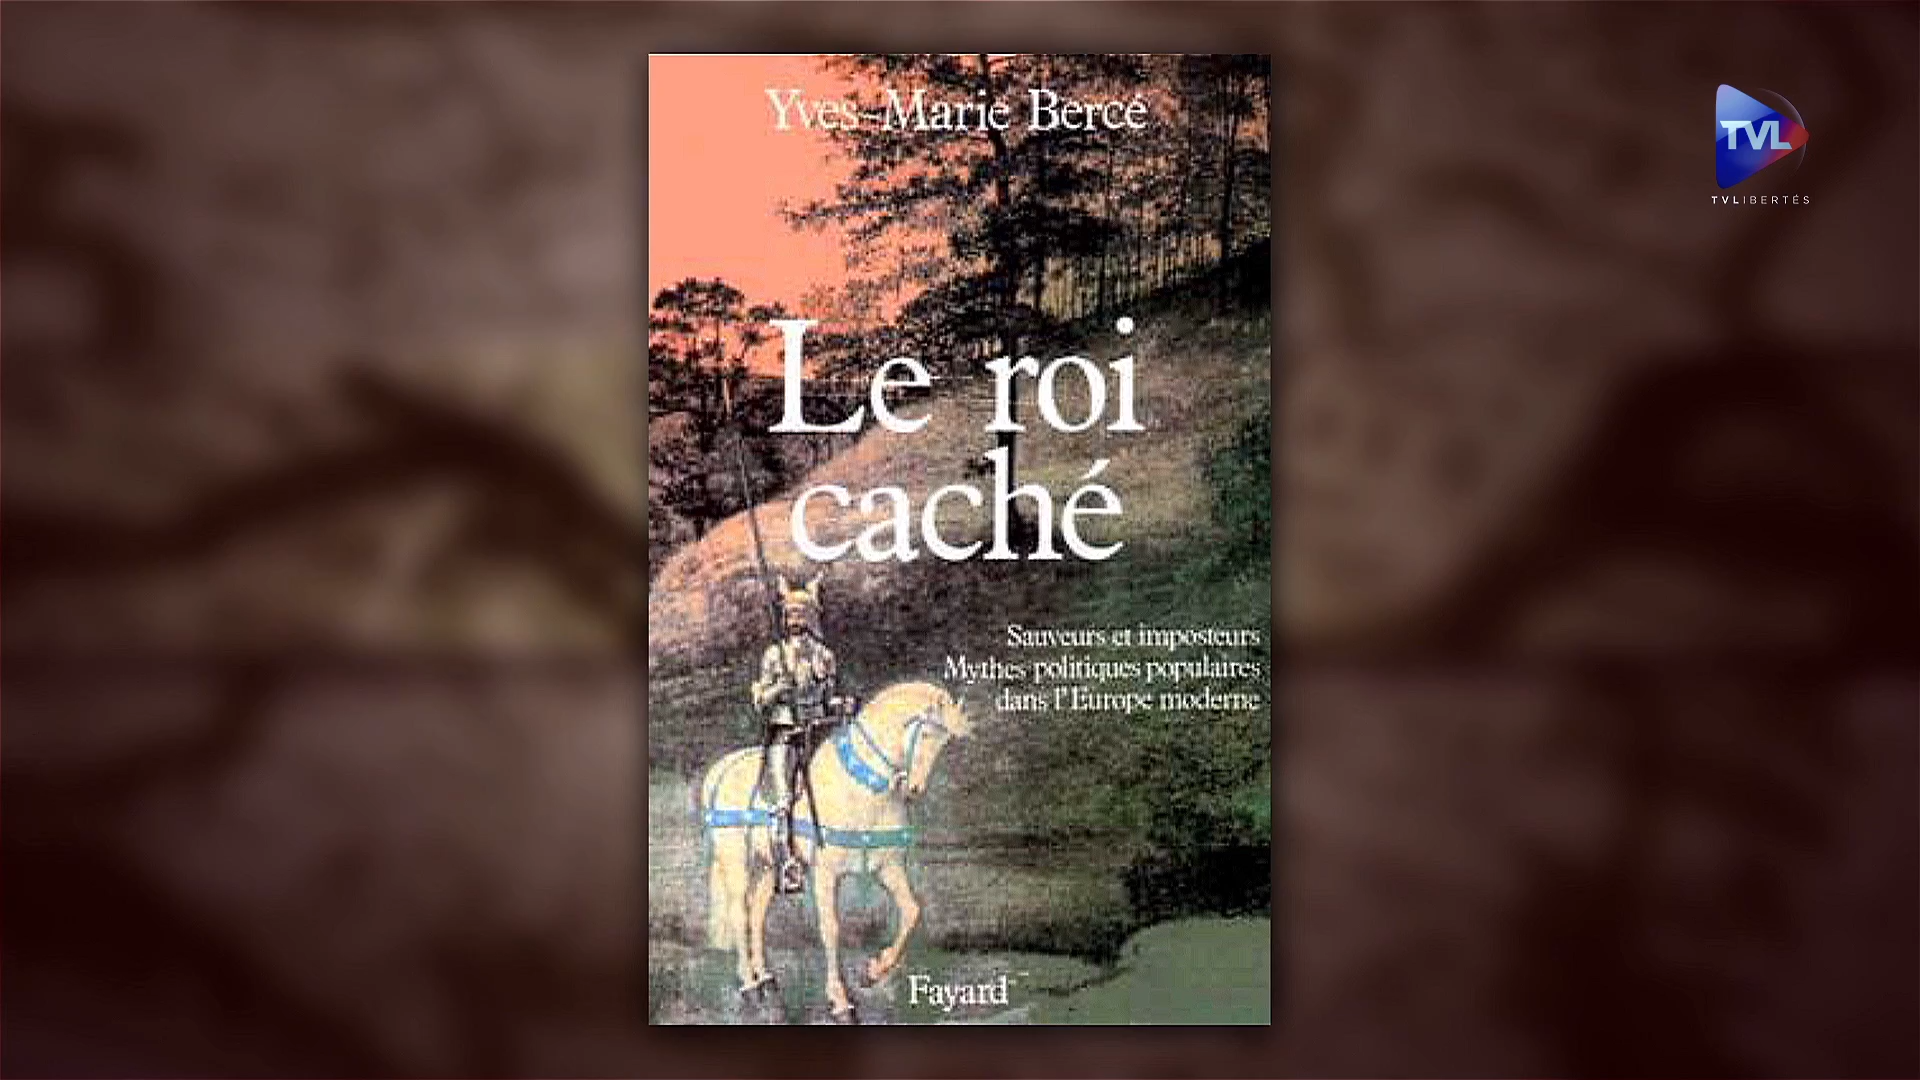 Yves-Marie Bercé
Le roi
caché
Sauveurs et imposteurs
Mythes politiques populaires
dans l'Europe moderne
Fayard
TVL
TVLIBERTÉS